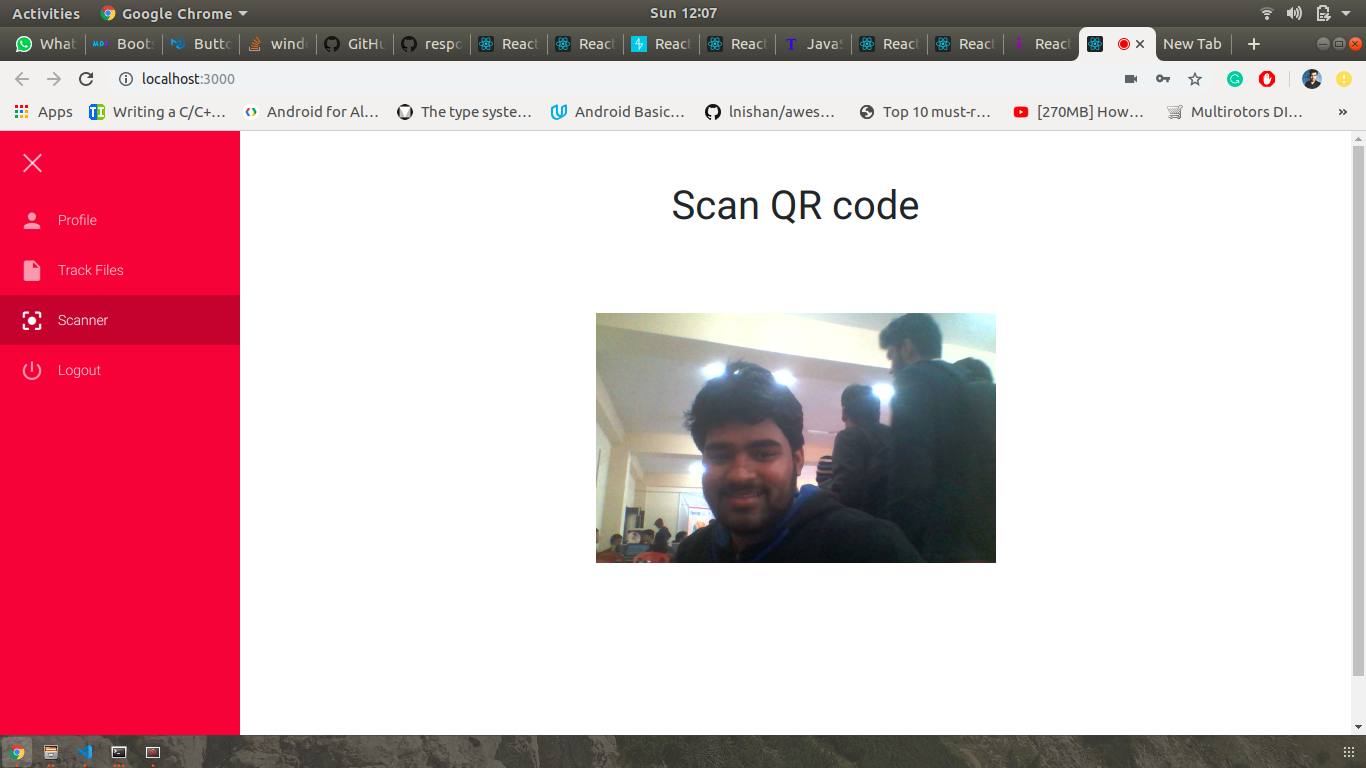 Activities Google Chrome Sun 12:07
What Boot Butto wind GitHu respo React React React React JavaS React React React New Tab
localhost:3000
Apps Writing a C/C+… Android for Al… The type syste… Android Basic… lnishan/awes… Top 10 must-r… [270MB] How… Multirotors DI… »
Scan QR code
Profile
Track Files
Scanner
Logout